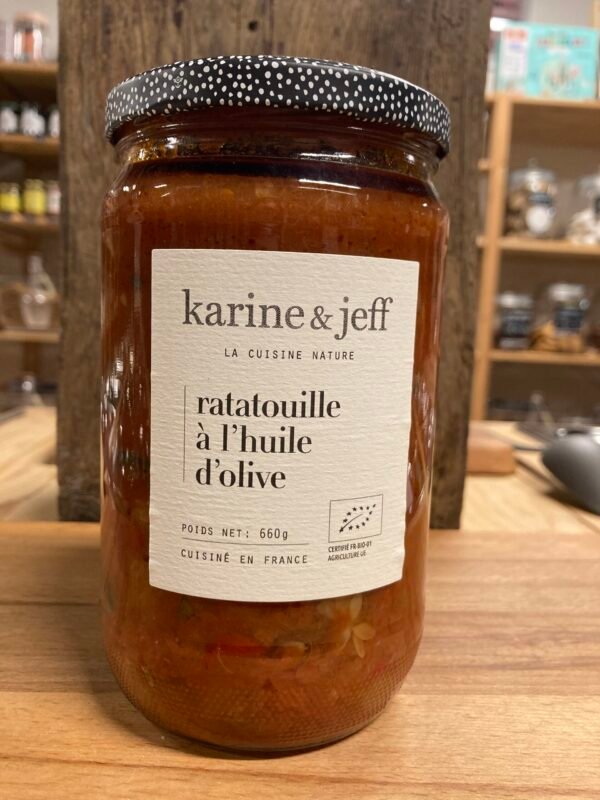 karine & jeff
LA CUISINE NATURE
ratatouille
à l'huile
d'olive
POIDS NET: 660g
CUISINÉ EN FRANCE
CERTIFIÉ FR-BIO-01
AGRICULTURE UE